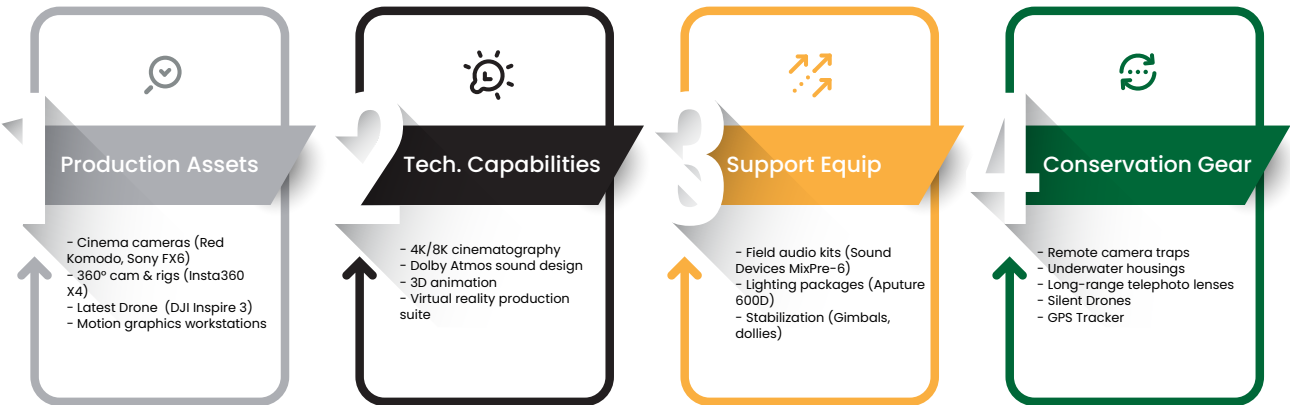 1
Production Assets
- Cinema cameras (Red
Komodo, Sony FX6)
- 360° cam & rigs (Insta360
X4)
- Latest Drone  (DJI Inspire 3)
- Motion graphics workstations
2
Tech. Capabilities
- 4K/8K cinematography
- Dolby Atmos sound design
- 3D animation
- Virtual reality production
suite
3
Support Equip
- Field audio kits (Sound
Devices MixPre-6)
- Lighting packages (Aputure
600D)
- Stabilization (Gimbals,
dollies)
4
Conservation Gear
- Remote camera traps
- Underwater housings
- Long-range telephoto lenses
- Silent Drones
- GPS Tracker